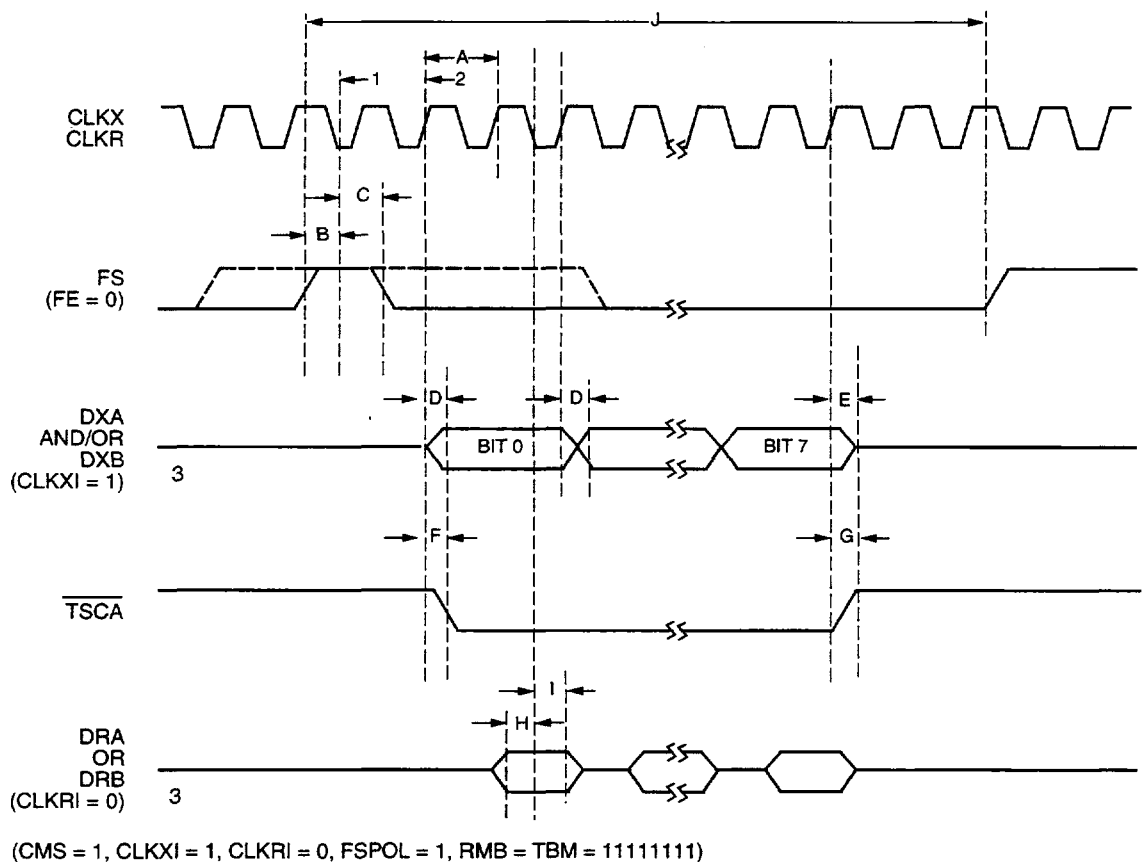 J
A
1
2
CLKX
CLKR
C
B
FS
(FE = 0)
D
D
E
DXA
AND/OR
DXB
(CLKXI = 1)
3
BIT 0
BIT 7
F
G
TSCA
I
H
DRA
OR
DRB
(CLKRI = 0)
3
(CMS = 1, CLKXI = 1, CLKRI = 0, FSPOL = 1, RMB = TBM = 11111111)